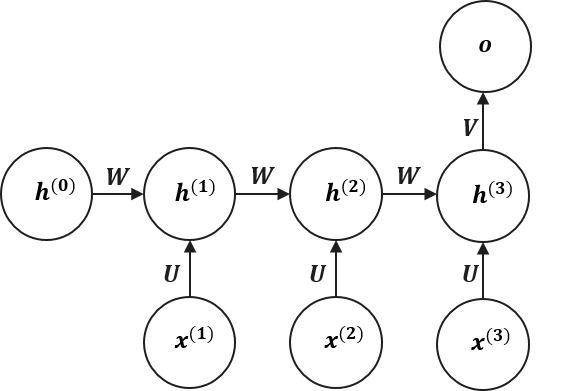 o
V
h(0) W h(1) W h(2) W h(3)
U U U
x(1) x(2) x(3)